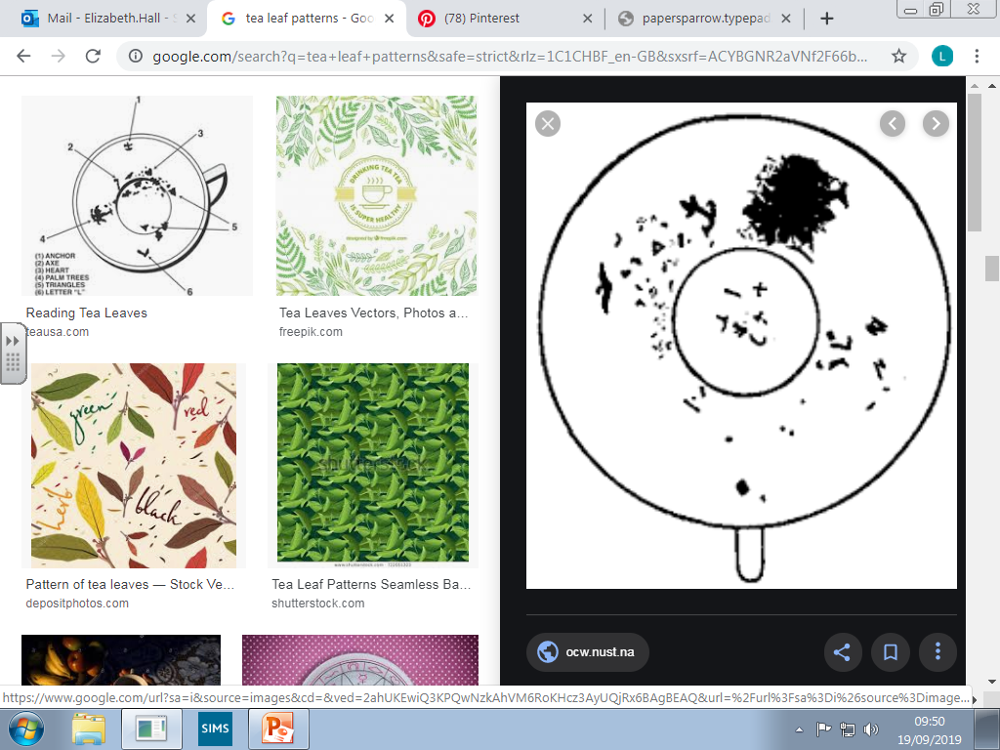 Mail - Elizabeth.Hall - S
tea leaf patterns - Goo
(78) Pinterest
papersparrow.typepad
google.com/search?q=tea+leaf+patterns&safe=strict&rlz=1C1CHBF_en-GB&sxsrf=ACYBGNR2aVNf2F66b...
L
1
2
3
4
5
6
(1) ANCHOR
(2) AXE
(3) HEART
(4) PALM TREES
(5) TRIANGLES
(6) LETTER "L"
Reading Tea Leaves
teausa.com
DRINKING TEA TEA
IS SUPER HEALTHY
designed by freepik.com
Tea Leaves Vectors, Photos a...
freepik.com
green
red
herb
black
Pattern of tea leaves — Stock Ve...
depositphotos.com
shutterstock
Tea Leaf Patterns Seamless Ba...
shutterstock.com
ocw.nust.na
https://www.google.com/url?sa=i&source=images&cd=&ved=2ahUKEwiQ3KPQwNzkAhVM6RoKHcz3AyUQjRx6BAgBEAQ&url=%2Furl%3Fsa%3Di%26source%3Dimage...
SIMS
09:50
19/09/2019